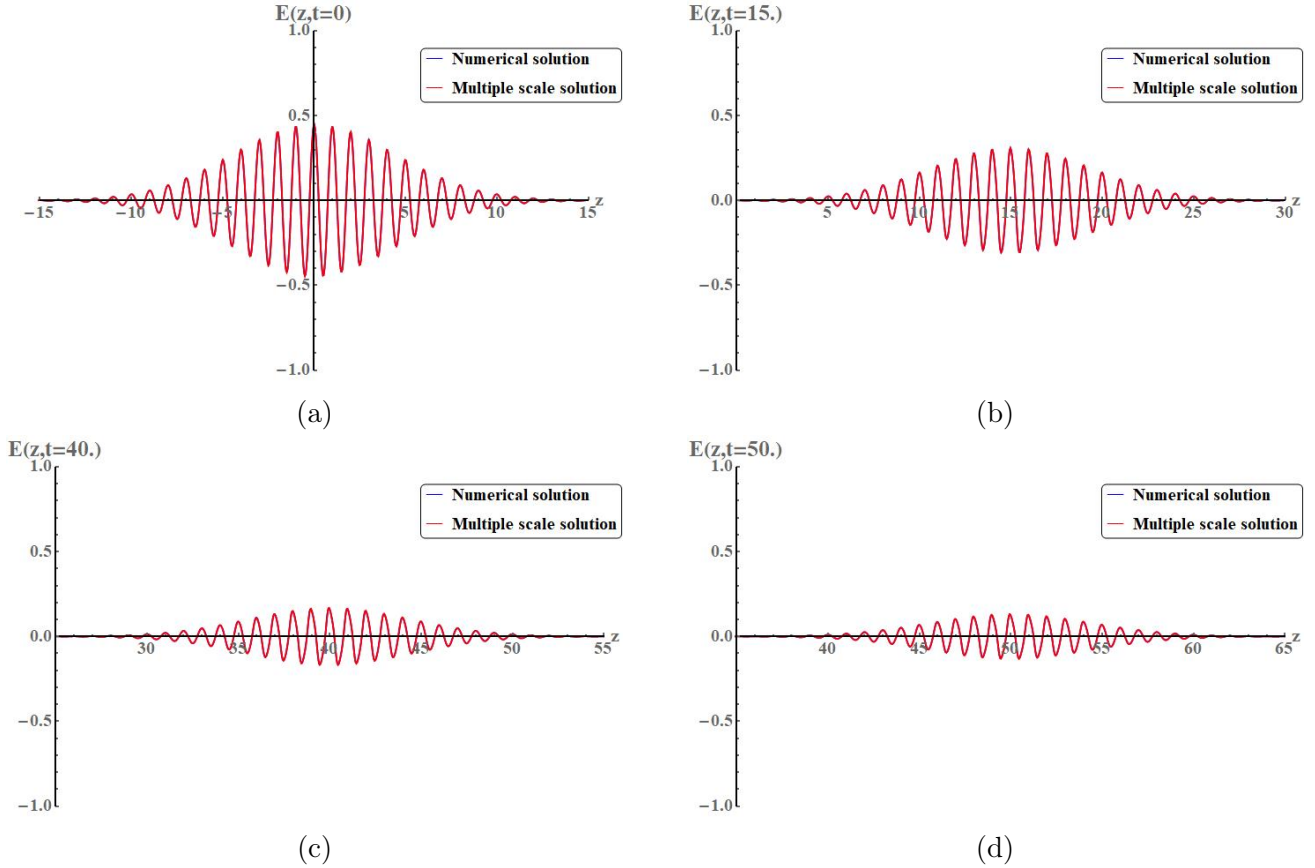 E(z,t=0)
1.0
Numerical solution
Multiple scale solution
0.5
−15
−10
−5
5
10
15
z
−0.5
−1.0
(a)
E(z,t=15.)
1.0
Numerical solution
Multiple scale solution
0.5
0.0
5
10
15
20
25
30
z
−0.5
−1.0
(b)
E(z,t=40.)
1.0
Numerical solution
Multiple scale solution
0.5
0.0
30
35
40
45
50
55
z
−0.5
−1.0
(c)
E(z,t=50.)
1.0
Numerical solution
Multiple scale solution
0.5
0.0
40
45
50
55
60
65
z
−0.5
−1.0
(d)